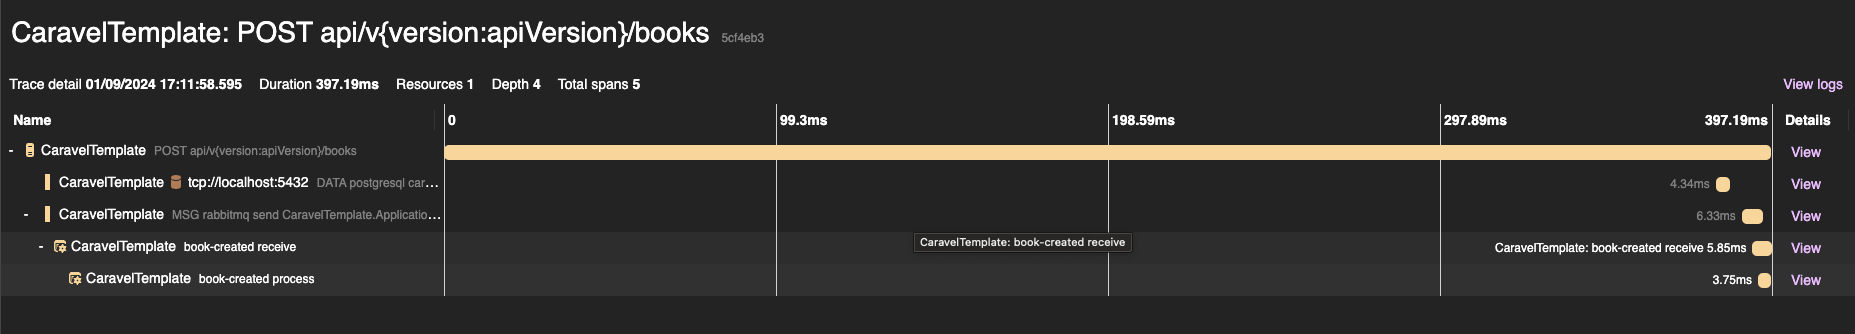 CaravelTemplate: POST api/v{version:apiVersion}/books 5cf4eb3
Trace detail 01/09/2024 17:11:58.595 Duration 397.19ms Resources 1 Depth 4 Total spans 5 View logs
Name 0 99.3ms 198.59ms 297.89ms 397.19ms Details
- CaravelTemplate POST api/v{version:apiVersion}/books View
CaravelTemplate tcp://localhost:5432 DATA postgresql car... 4.34ms View
- CaravelTemplate MSG rabbitmq send CaravelTemplate.Applicatio... 6.33ms View
- CaravelTemplate book-created receive CaravelTemplate: book-created receive CaravelTemplate: book-created receive 5.85ms View
CaravelTemplate book-created process 3.75ms View